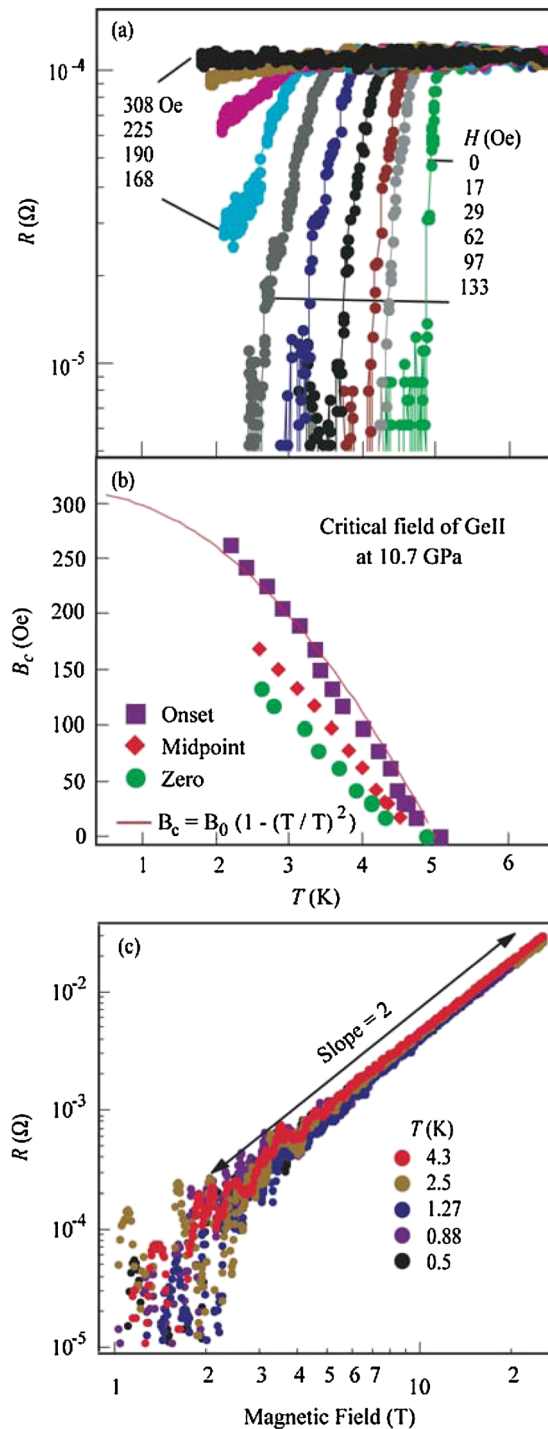 (a)
10⁻⁴
308 Oe
225
190
168
H (Oe)
0
17
29
62
97
133
R (Ω)
10⁻⁵
(b)
300
Critical field of GeII
at 10.7 GPa
250
200
B_c (Oe)
150
100
50
0
Onset
Midpoint
Zero
B_c = B_0 (1 - (T / T)²)
1 2 3 4 5 6
T (K)
(c)
10⁻²
Slope = 2
R (Ω)
10⁻³
T (K)
4.3
2.5
1.27
0.88
0.5
10⁻⁴
10⁻⁵
1 2 3 4 5 6 7 10 2
Magnetic Field (T)